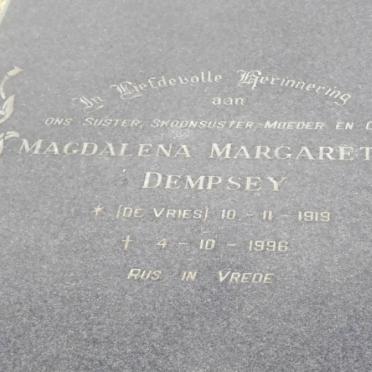 In Liefdevolle Herinnering
aan
ONS SUSTER, SKOONSUSTER, MOEDER EN
MAGDALENA MARGARET
DEMPSEY
* (DE VRIES) 10 - 11 - 1919
† 4 - 10 - 1996
RUS IN VREDE